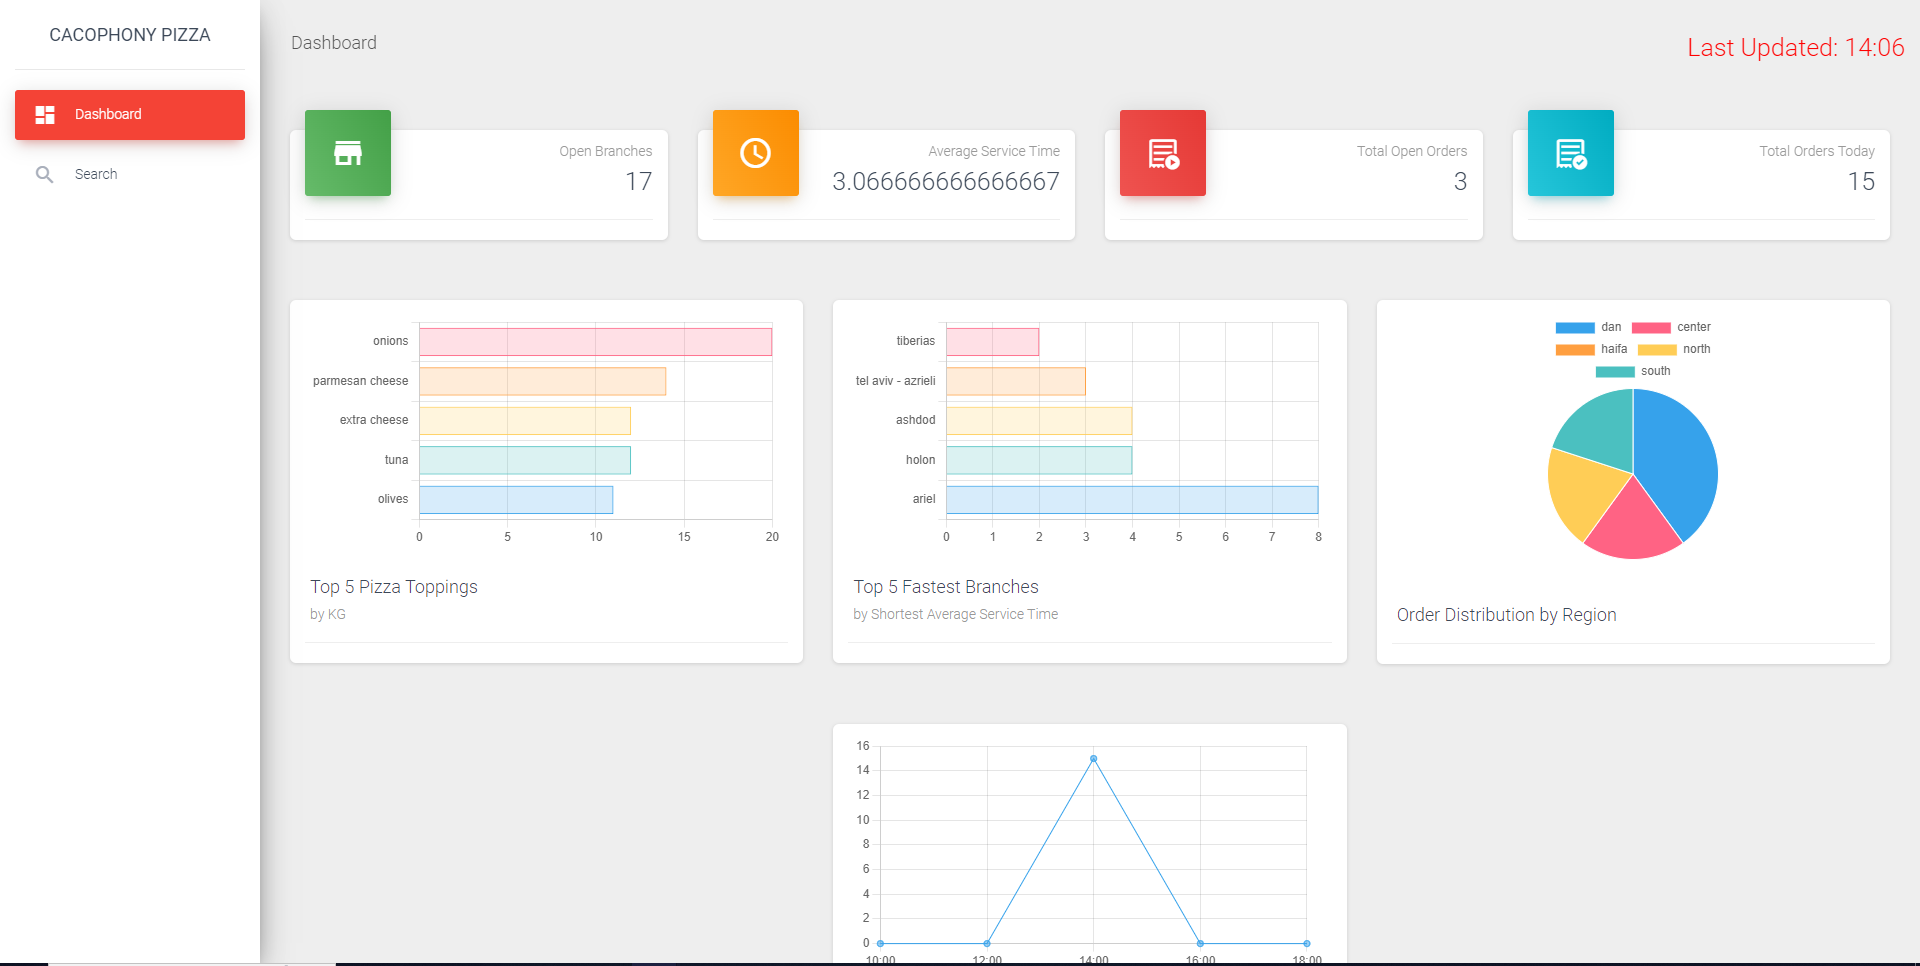 CACOPHONY PIZZA
Dashboard
Search
Dashboard
Last Updated: 14:06
Open Branches
17
Average Service Time
3.066666666666667
Total Open Orders
3
Total Orders Today
15
onions
parmesan cheese
extra cheese
tuna
olives
0 5 10 15 20
Top 5 Pizza Toppings
by KG
tiberias
tel aviv - azrieli
ashdod
holon
ariel
0 1 2 3 4 5 6 7 8
Top 5 Fastest Branches
by Shortest Average Service Time
dan center
haifa north
south
Order Distribution by Region
16
14
12
10
8
6
4
2
0
10:00 12:00 14:00 16:00 18:00